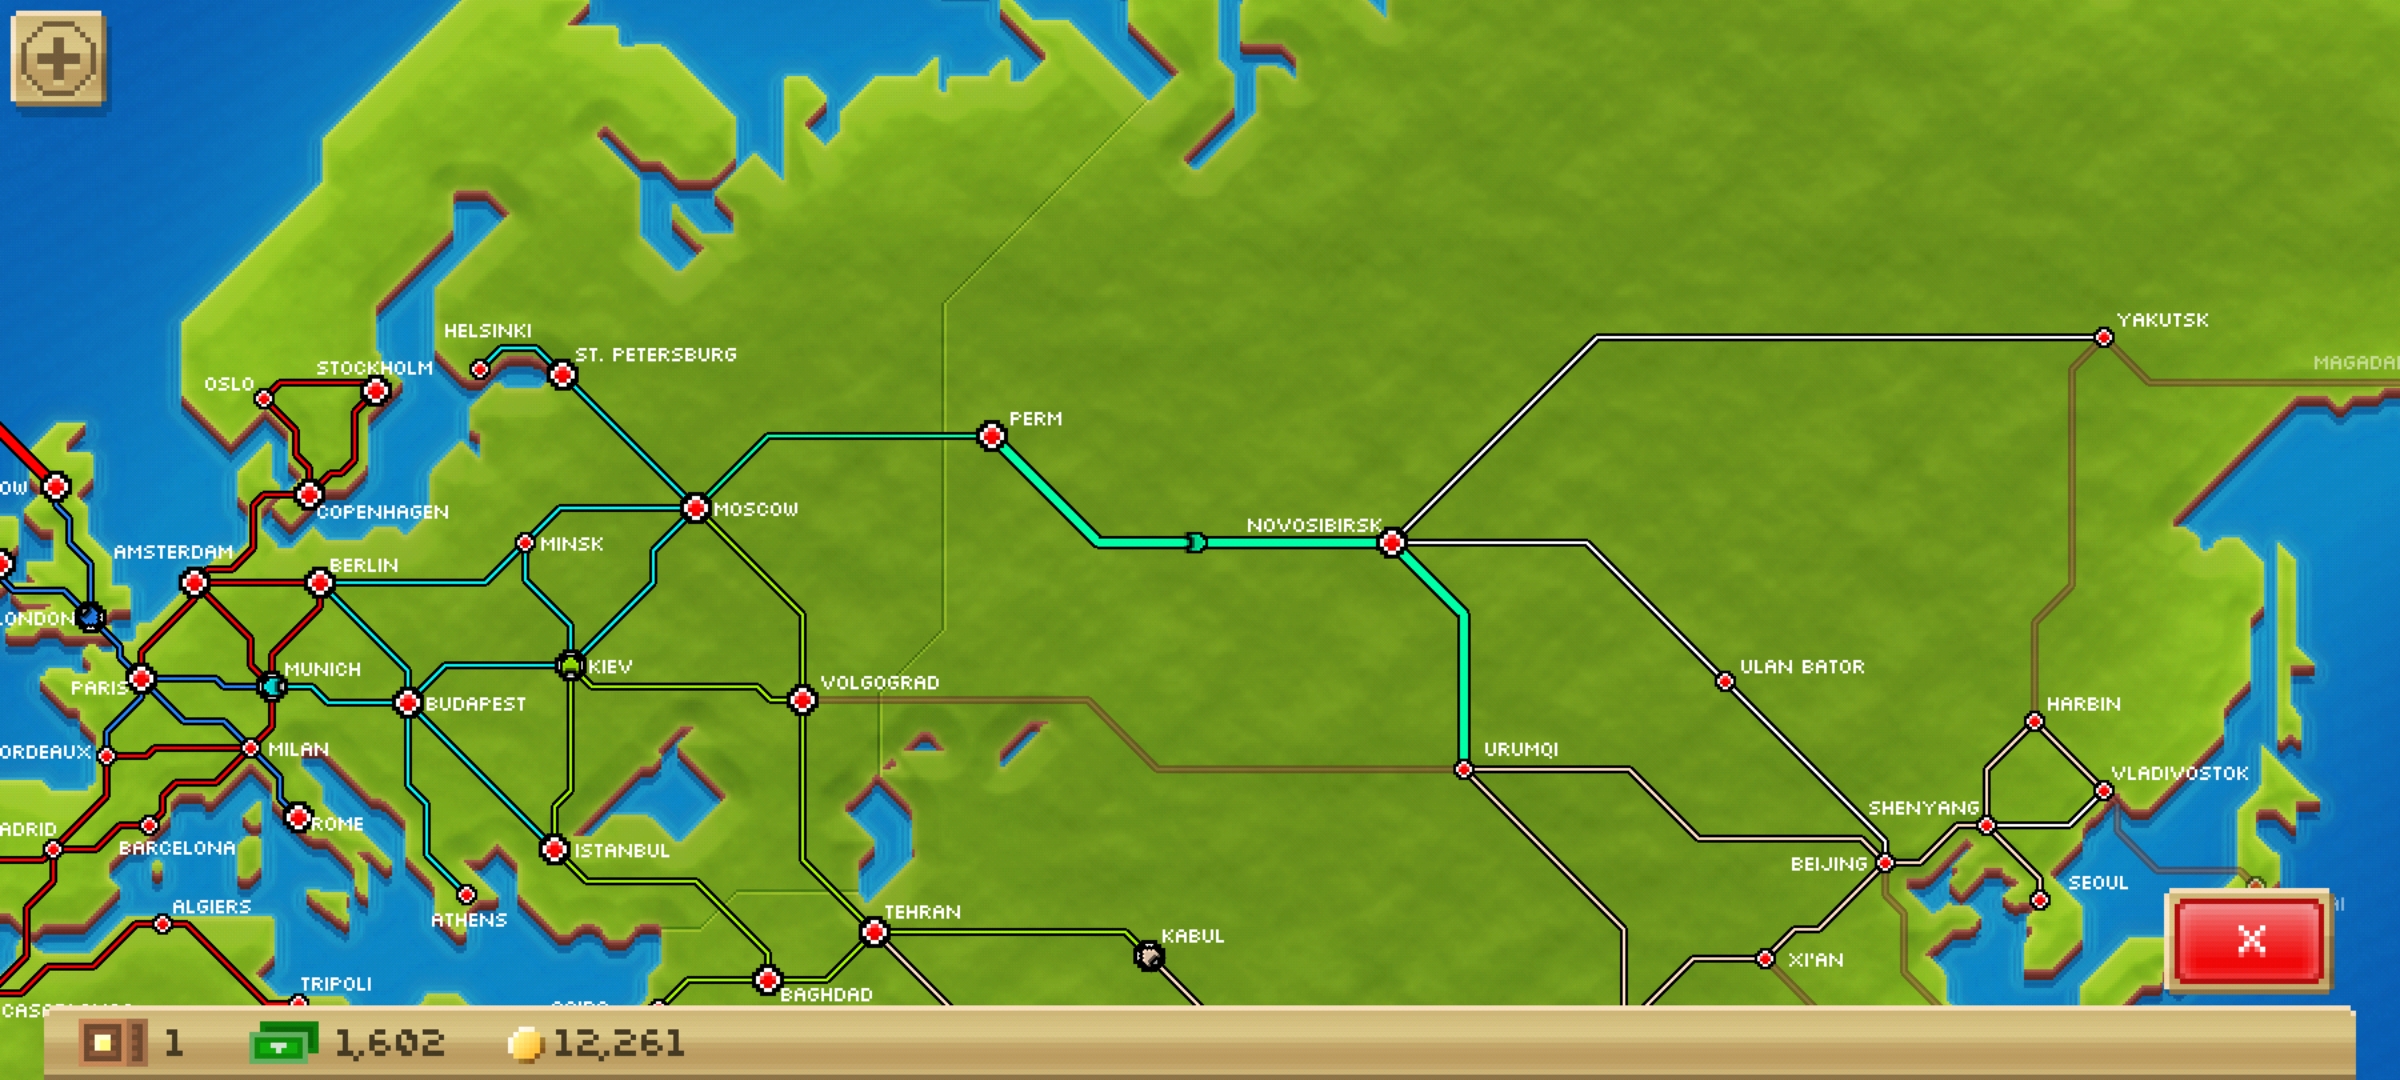 YAKUTSK
HELSINKI
ST. PETERSBURG
STOCKHOLM
OSLO
PERM
OW
COPENHAGEN
MOSCOW
NOVOSIBIRSK
MINSK
AMSTERDAM
BERLIN
LONDON
KIEV
MUNICH
ULAN BATOR
PARIS
VOLGOGRAD
BUDAPEST
HARBIN
ORDEAUX
MILAN
URUMQI
VLADIVOSTOK
SHENYANG
ROME
ADRID
BARCELONA
ISTANBUL
BEIJING
SEOUL
ALGIERS
ATHENS
TEHRAN
KABUL
XI'AN
TRIPOLI
BAGHDAD
X
1
1,602
12,261